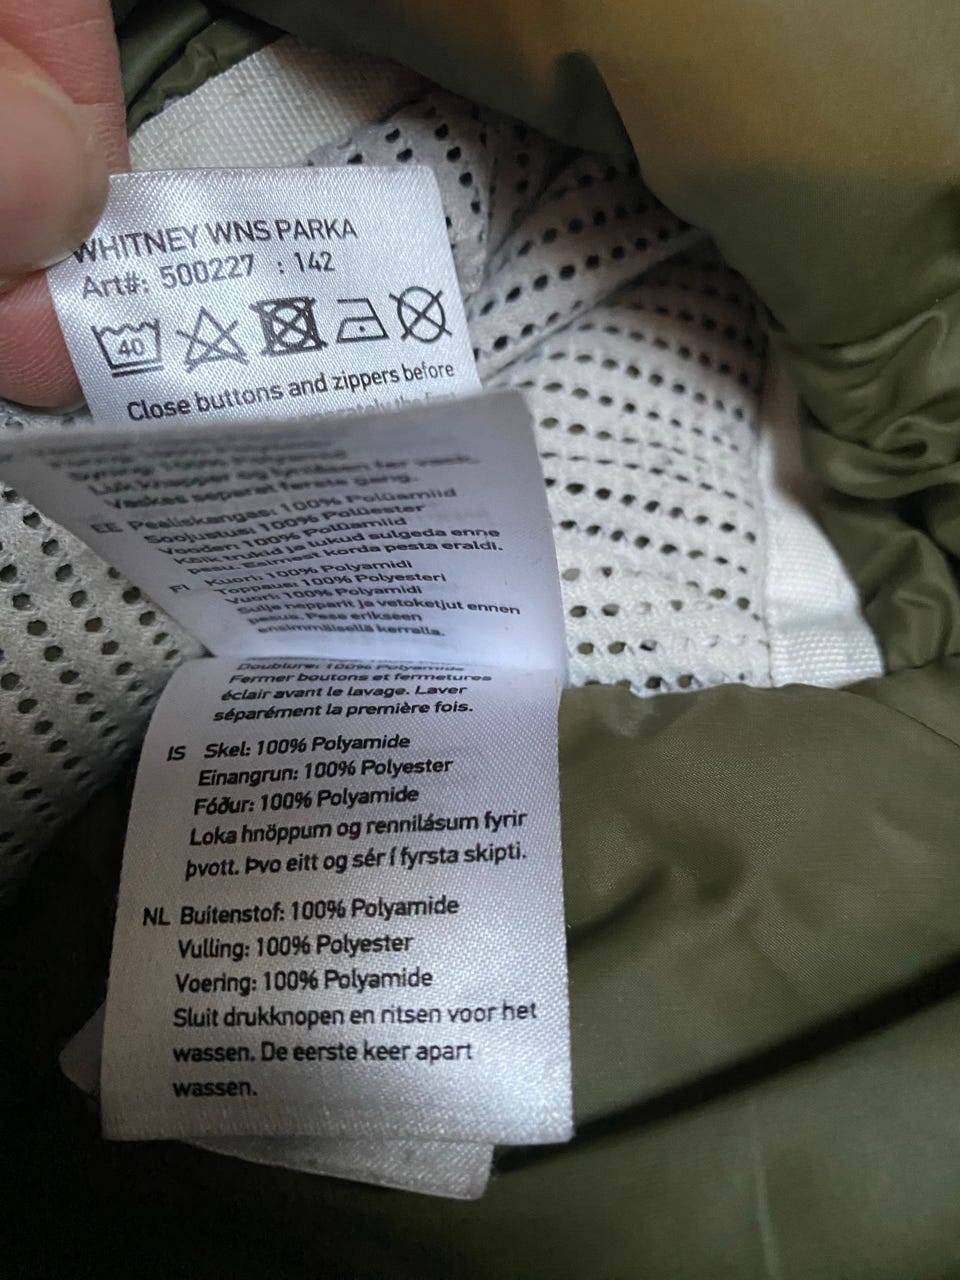 WHITNEY WNS PARKA
Art#: 500227 : 142
40
Close buttons and zippers before
separately the first
Luk knapper og
Vaskes separat første gang.
EE Pealiskangas: 100% Polüamiid
Soojustus: 100% Polüester
Vooder: 100% Polüamiid
ja lukud sulgeda enne
pesu. Esimest korda pesta eraldi.
FI Kuori: 100% Polyamidi
Toppaus: 100% Polyesteri
Vuori: 100% Polyamidi
Sulje nepparit ja vetoketjut ennen
pesua. Pese erikseen
ensimmäisellä kerralla.
Doublure: 100% Polyamide
Fermer boutons et fermetures
éclair avant le lavage. Laver
séparément la première fois.
IS Skel: 100% Polyamide
Einangrun: 100% Polyester
Fóður: 100% Polyamide
Loka hnöppum og rennilásum fyrir
þvott. Þvo eitt og sér í fyrsta skipti.
NL Buitenstof: 100% Polyamide
Vulling: 100% Polyester
Voering: 100% Polyamide
Sluit drukknopen en ritsen voor het
wassen. De eerste keer apart
wassen.